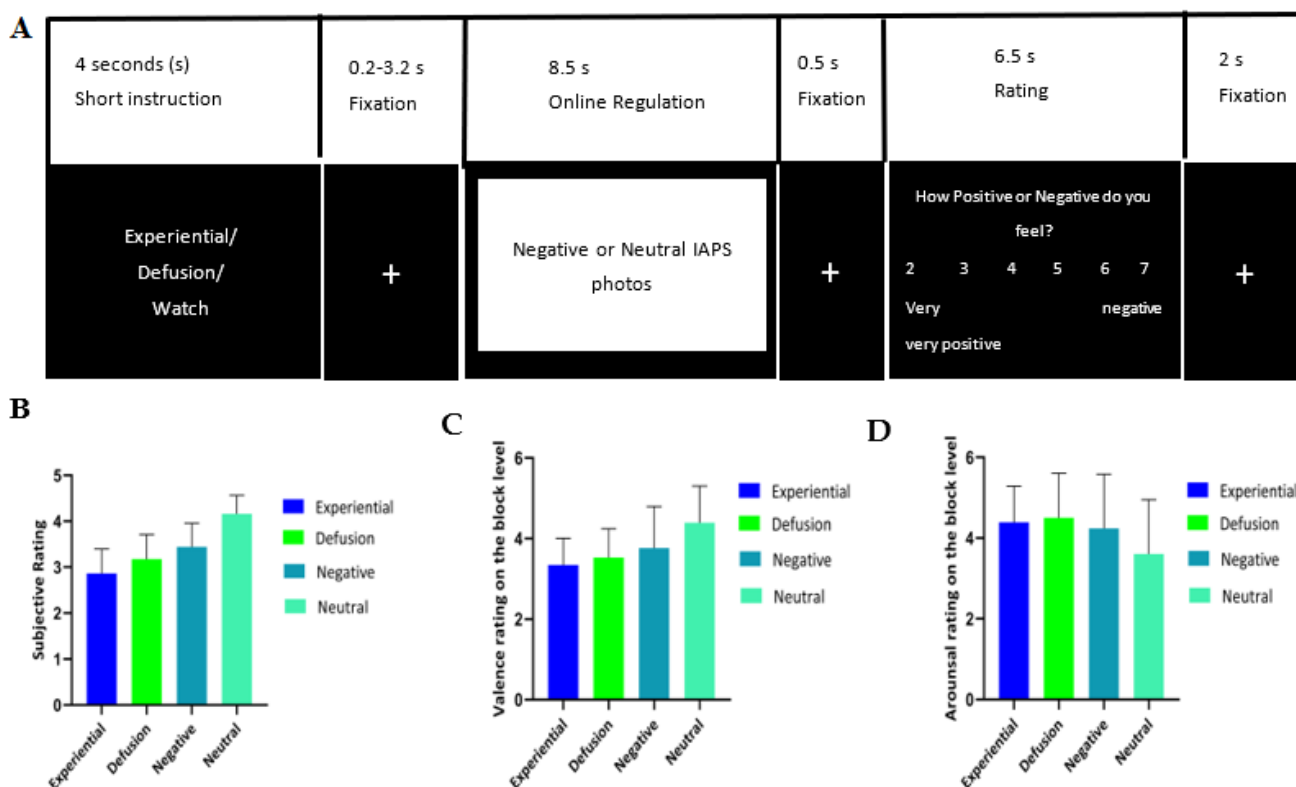 A
4 seconds (s)
Short instruction
0.2-3.2 s
Fixation
8.5 s
Online Regulation
0.5 s
Fixation
6.5 s
Rating
2 s
Fixation
Experiential/
Defusion/
Watch
+
Negative or Neutral IAPS
photos
+
How Positive or Negative do you
feel?
2 3 4 5 6 7
Very negative
very positive
+
B
Subjective Rating
5
4
3
2
1
0
Experiential
Defusion
Negative
Neutral
Experiential
Defusion
Negative
Neutral
C
Valence rating on the block level
6
4
2
0
Experiential
Defusion
Negative
Neutral
Experiential
Defusion
Negative
Neutral
D
Arounsal rating on the block level
6
4
2
0
Experiential
Defusion
Negative
Neutral
Experiential
Defusion
Negative
Neutral